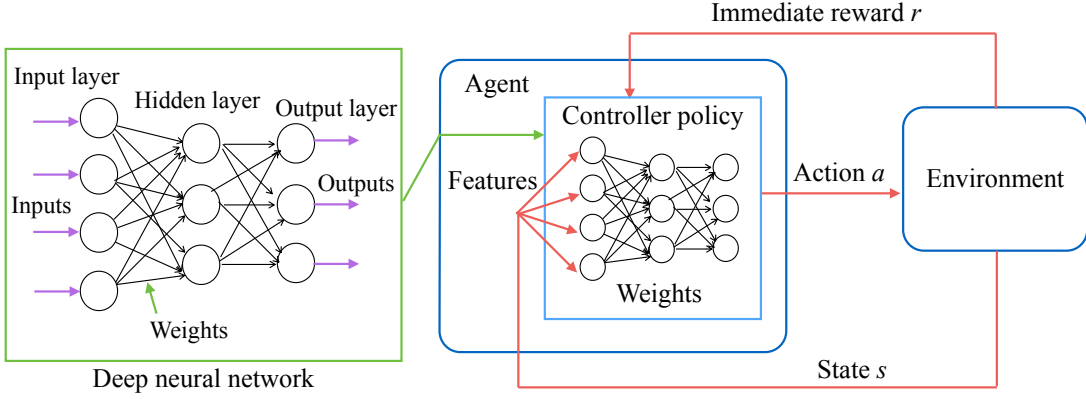 Immediate reward r
Input layer
Hidden layer
Output layer
Inputs
Outputs
Weights
Deep neural network
Agent
Controller policy
Features
Weights
Action a
Environment
State s